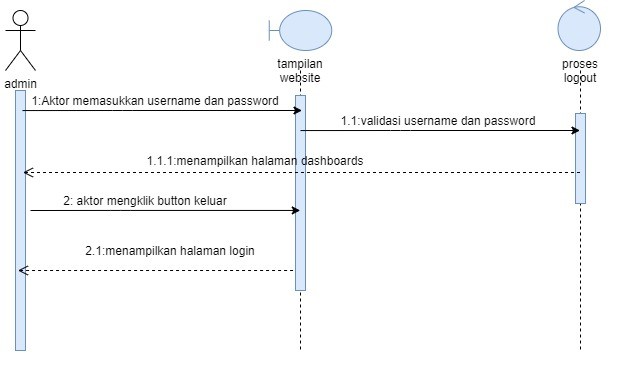 tampilan
website
proses
logout
admin
1:Aktor memasukkan username dan password
1.1:validasi username dan password
1.1.1:menampilkan halaman dashboards
2: aktor mengklik button keluar
2.1:menampilkan halaman login